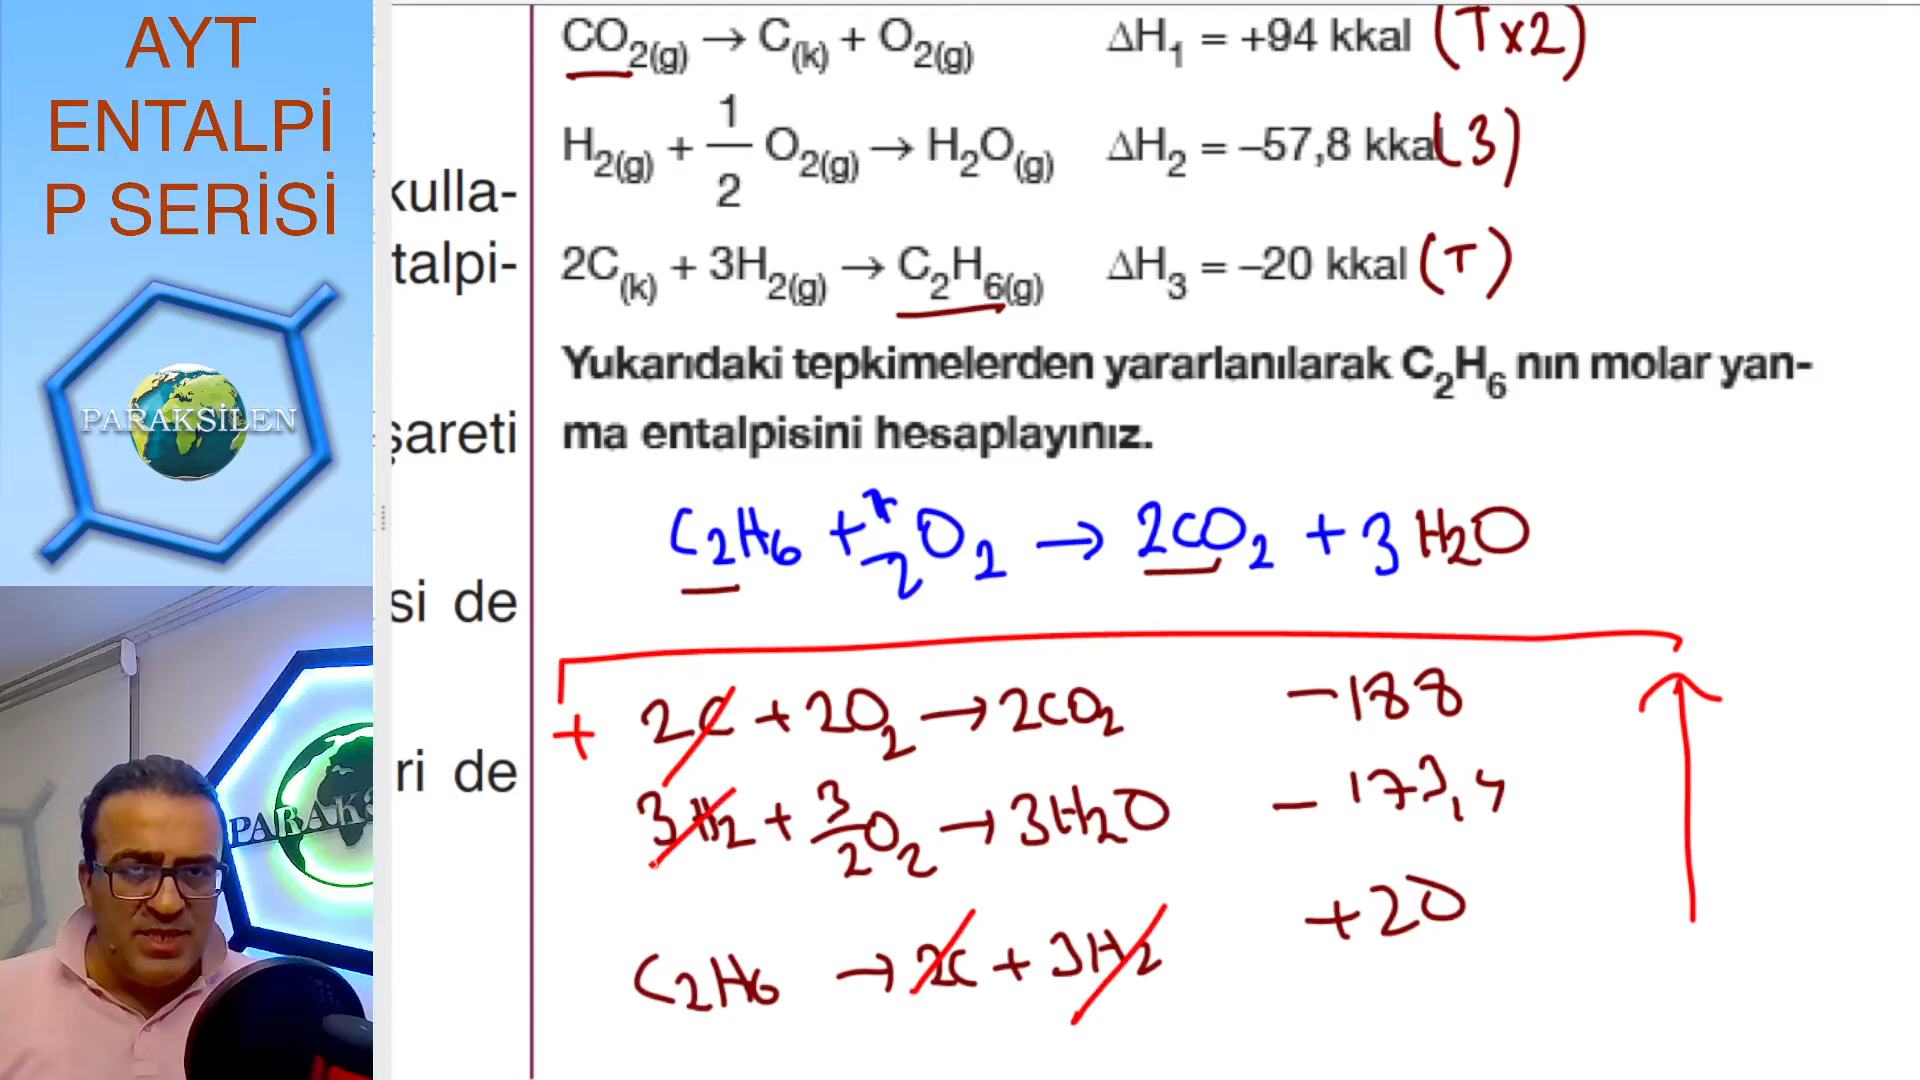 AYT
ENTALPİ
P SERİSİ
PARAKSİLEN
kulla-
talpi-
şareti
si de
ri de
CO₂(g) → C(k) + O₂(g) ΔH₁ = +94 kkal (Tx2)
H₂(g) + 1/2 O₂(g) → H₂O(g) ΔH₂ = –57,8 kkal (3)
2C(k) + 3H₂(g) → C₂H₆(g) ΔH₃ = –20 kkal (T)
Yukarıdaki tepkimelerden yararlanılarak C₂H₆ nın molar yan-
ma entalpisini hesaplayınız.
C₂H₆ + 7/2 O₂ → 2CO₂ + 3H₂O
+ 2C + 2O₂ → 2CO₂ -188
3H₂ + 3/2 O₂ → 3H₂O -173,4
C₂H₆ → 2C + 3H₂ +20
PARAKS